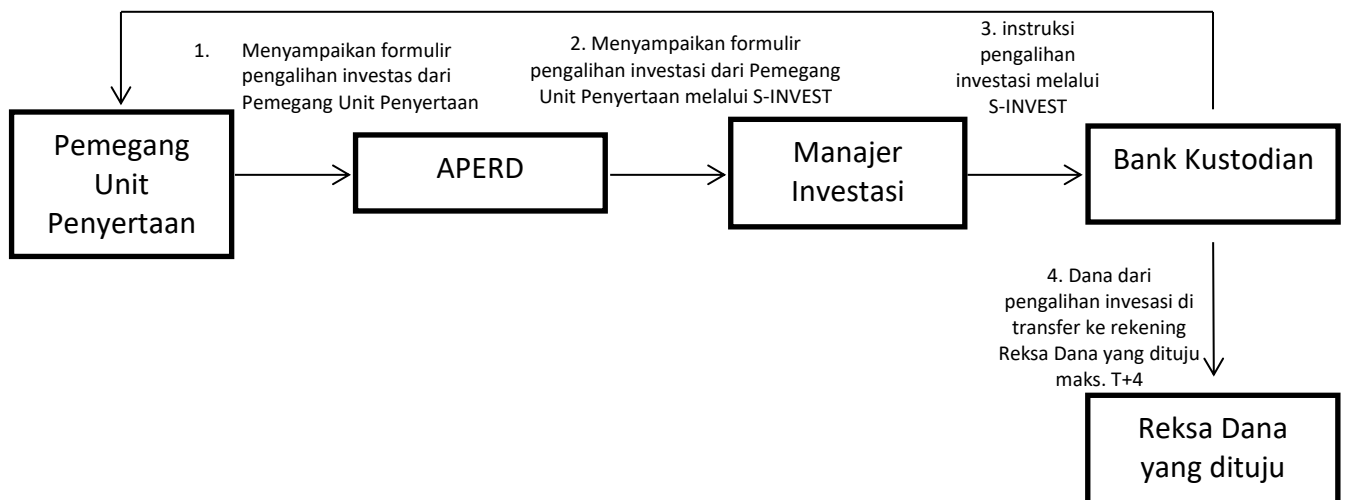 1. Menyampaikan formulir
pengalihan investas dari
Pemegang Unit Penyertaan
2. Menyampaikan formulir
pengalihan investasi dari Pemegang
Unit Penyertaan melalui S-INVEST
3. instruksi
pengalihan
investasi melalui
S-INVEST
Pemegang
Unit
Penyertaan
APERD
Manajer
Investasi
Bank Kustodian
4. Dana dari
pengalihan invesasi di
transfer ke rekening
Reksa Dana yang dituju
maks. T+4
Reksa Dana
yang dituju